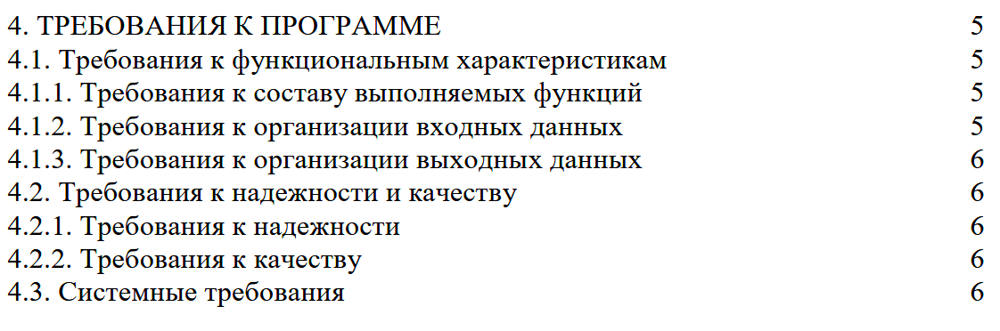 4. ТРЕБОВАНИЯ К ПРОГРАММЕ 5
4.1. Требования к функциональным характеристикам 5
4.1.1. Требования к составу выполняемых функций 5
4.1.2. Требования к организации входных данных 5
4.1.3. Требования к организации выходных данных 6
4.2. Требования к надежности и качеству 6
4.2.1. Требования к надежности 6
4.2.2. Требования к качеству 6
4.3. Системные требования 6